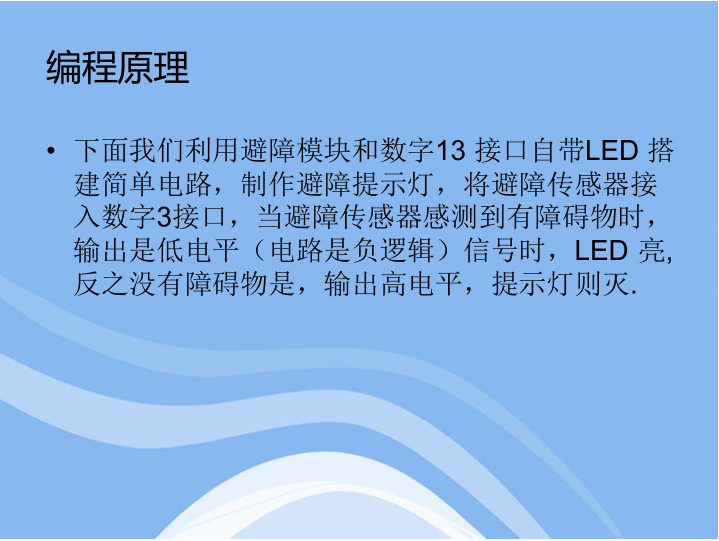 编程原理
• 下面我们利用避障模块和数字13 接口自带LED 搭
建简单电路，制作避障提示灯，将避障传感器接
入数字3接口，当避障传感器感测到有障碍物时，
输出是低电平（电路是负逻辑）信号时，LED 亮,
反之没有障碍物是，输出高电平，提示灯则灭.